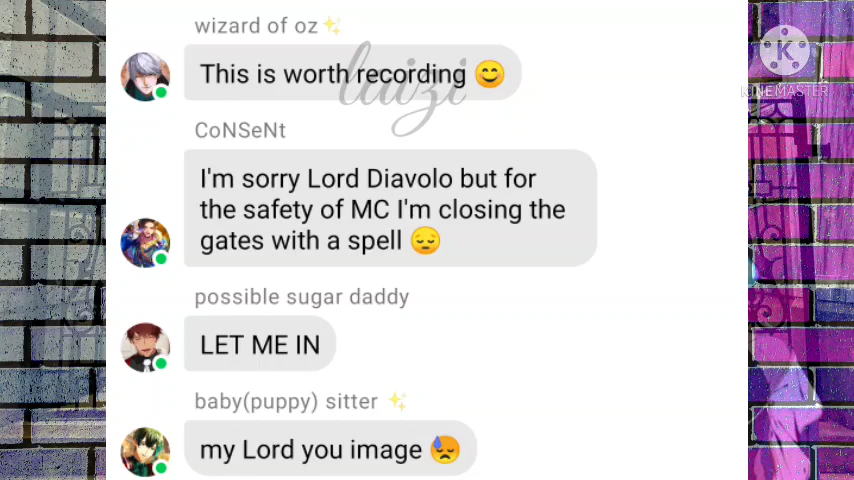 wizard of oz✨
This is worth recording 😊
laizi
K
KINEMASTER
CoNSeNt
I'm sorry Lord Diavolo but for
the safety of MC I'm closing the
gates with a spell 😔
possible sugar daddy
LET ME IN
baby(puppy) sitter ✨
my Lord you image 😓